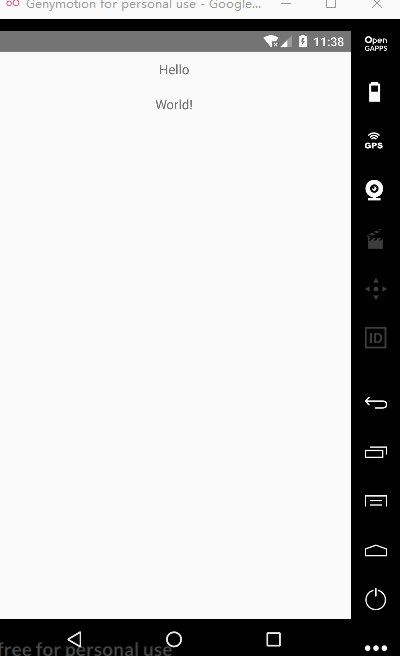 Genymotion for personal use - Google...
11:38
Open
GAPPS
Hello
World!
GPS
ID
free for personal use